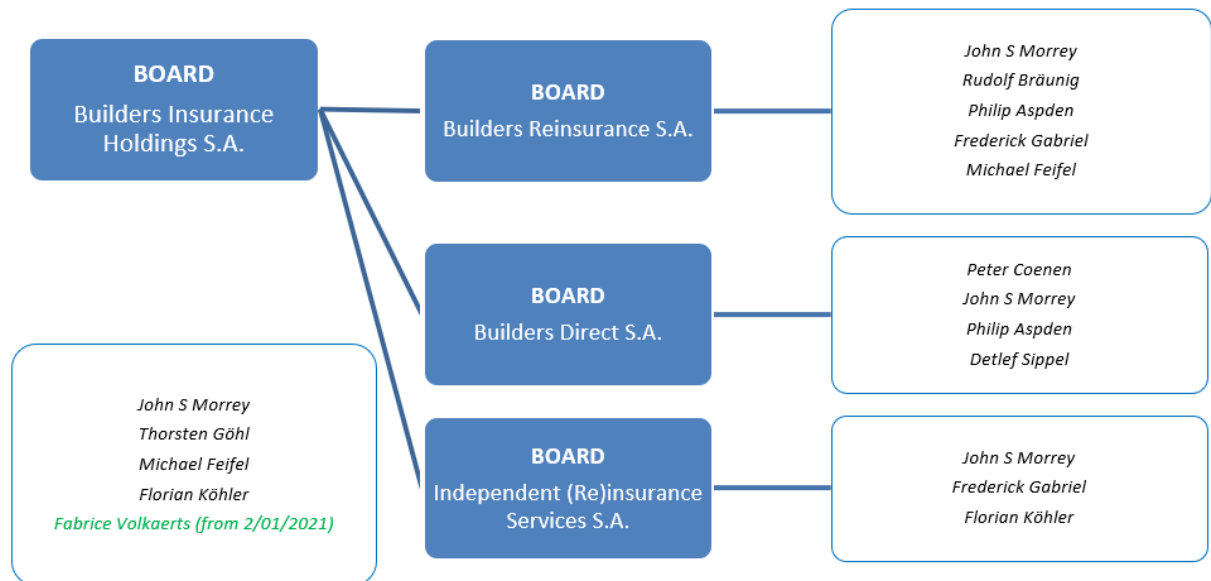 BOARD
Builders Insurance
Holdings S.A.
BOARD
Builders Reinsurance S.A.
John S Morrey
Rudolf Bräunig
Philip Aspden
Frederick Gabriel
Michael Feifel
BOARD
Builders Direct S.A.
Peter Coenen
John S Morrey
Philip Aspden
Detlef Sippel
John S Morrey
Thorsten Göhl
Michael Feifel
Florian Köhler
Fabrice Volkaerts (from 2/01/2021)
BOARD
Independent (Re)insurance
Services S.A.
John S Morrey
Frederick Gabriel
Florian Köhler